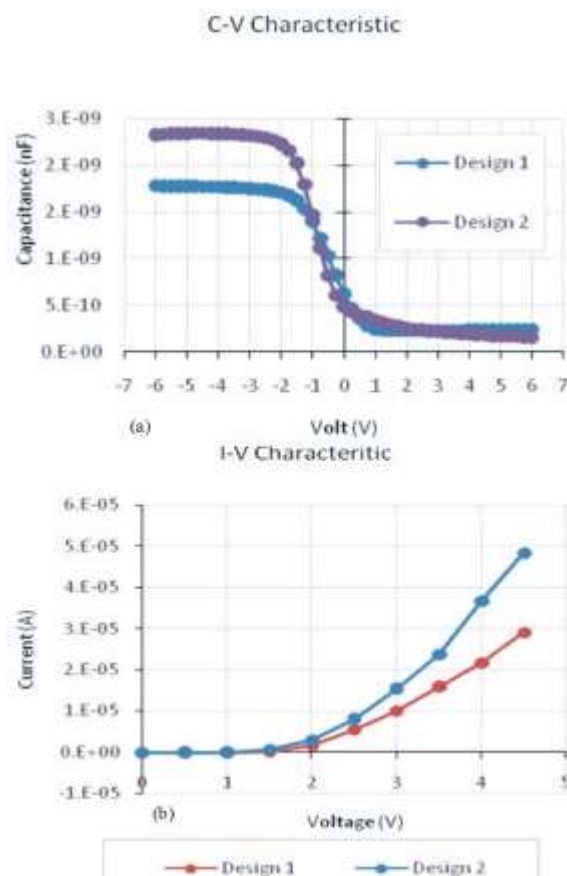 C-V Characteristic
Capacitance (nF)
3.E-09
2.E-09
2.E-09
1.E-09
5.E-10
0.E+00
Design 1
Design 2
-7 -6 -5 -4 -3 -2 -1 0 1 2 3 4 5 6 7
(a)
Volt (V)
I-V Characteritic
Current (A)
6.E-05
5.E-05
4.E-05
3.E-05
2.E-05
1.E-05
0.E+00
-1.E-05
0 1 2 3 4 5
(b)
Voltage (V)
Design 1 Design 2